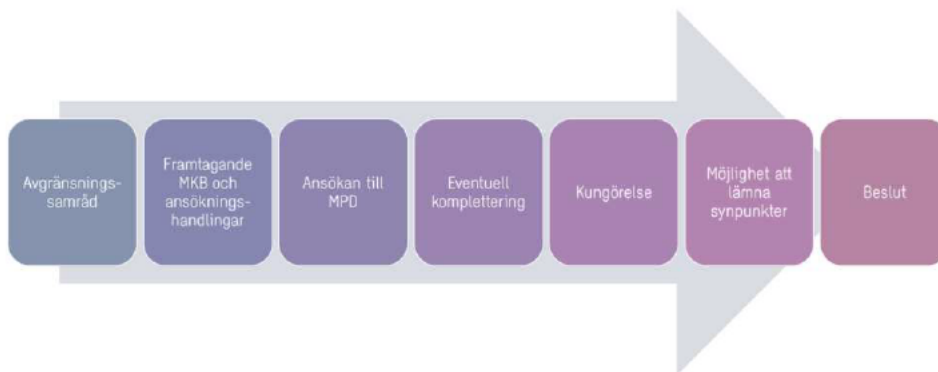 Avgränsnings-
samråd
Framtagande
MKB och
ansöknings-
handlingar
Ansökan till
MPD
Eventuell
komplettering
Kungörelse
Möjlighet att
lämna
synpunkter
Beslut